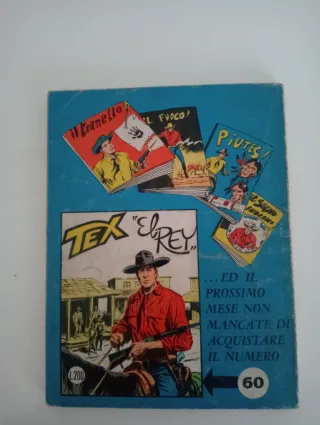 il tranello!
IL FUOCO!
PIUTES!
TEX "EL REY"
L.200
...ED IL
PROSSIMO
MESE NON
MANCATE DI
ACQUISTARE
IL NUMERO
60